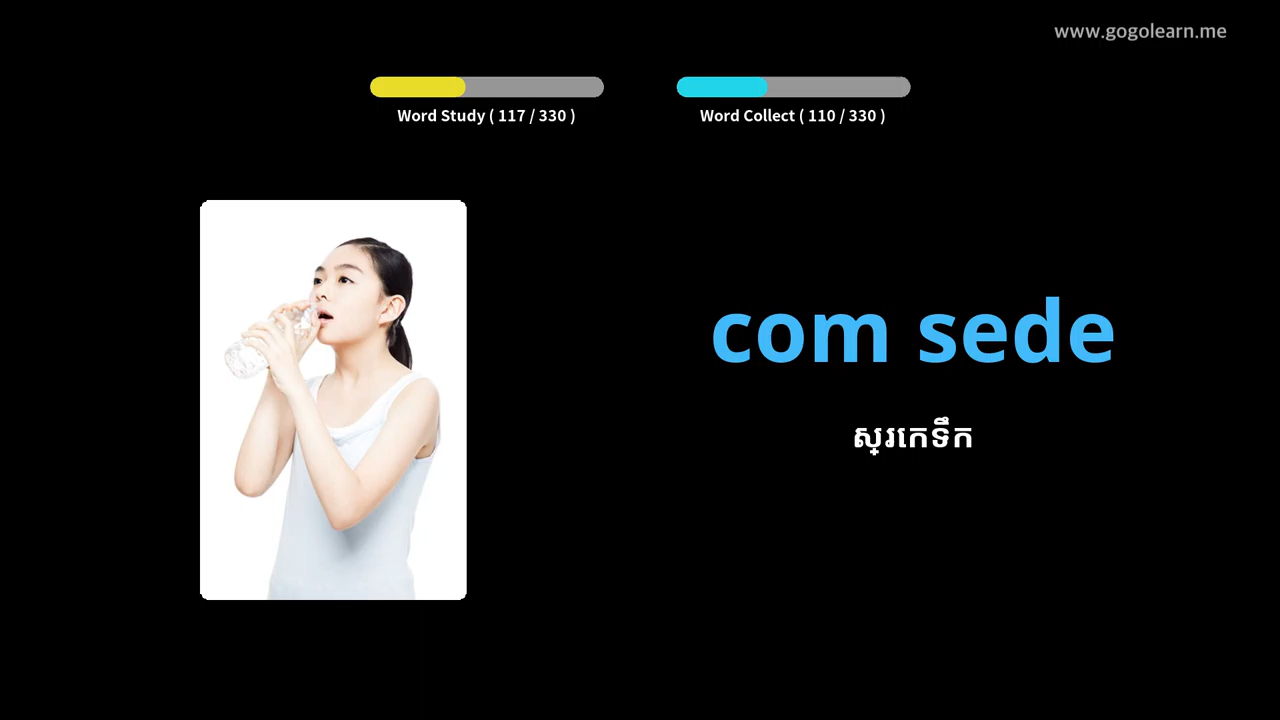 www.gogolearn.me
Word Study ( 117 / 330 )
Word Collect ( 110 / 330 )
com sede
ស្រេកទឹក